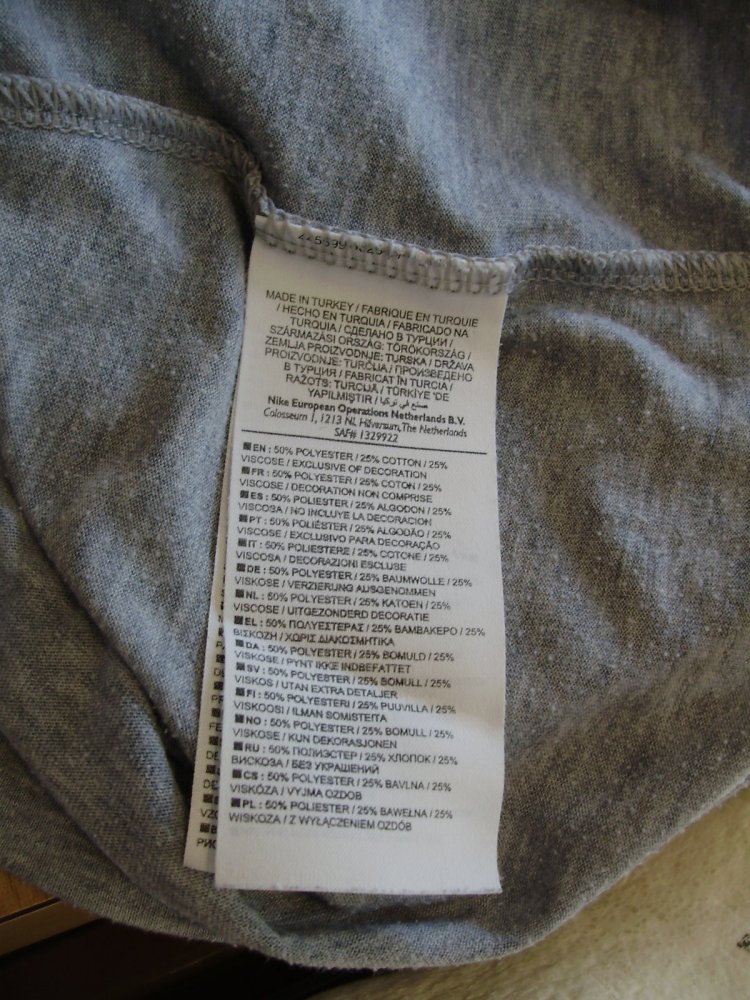 MADE IN TURKEY / FABRIQUE EN TURQUIE
/ HECHO EN TURQUIA / FABRICADO NA
TURQUIA / СДЕЛАНО В ТУРЦИИ /
SZÁRMAZÁSI ORSZÁG: TÖRÖKORSZÁG /
ZEMLJA PROIZVODNJE: TURSKA / DRŽAVA
PROIZVODNJE: TURČIJA / ПРОИЗВЕДЕНО
В ТУРЦИЯ / FABRICAT ÎN TURCIA /
RAŽOTS: TURCIJĀ / TÜRKİYE 'DE
YAPILMIŞTIR / صنع في تركيا
Nike European Operations Netherlands B.V.
Colosseum 1, 1213 NL Hilversum, The Netherlands
SAF# 1329922
EN : 50% POLYESTER / 25% COTTON / 25%
VISCOSE / EXCLUSIVE OF DECORATION
FR : 50% POLYESTER / 25% COTON / 25%
VISCOSE / DECORATION NON COMPRISE
ES : 50% POLIESTER / 25% ALGODON / 25%
VISCOSA / NO INCLUYE LA DECORACION
PT : 50% POLIÉSTER / 25% ALGODÃO / 25%
VISCOSE / EXCLUSIVO PARA DECORAÇÃO
IT : 50% POLIESTERE / 25% COTONE / 25%
VISCOSA / DECORAZIONI ESCLUSE
DE : 50% POLYESTER / 25% BAUMWOLLE / 25%
VISKOSE / VERZIERUNG AUSGENOMMEN
NL : 50% POLYESTER / 25% KATOEN / 25%
VISCOSE / UITGEZONDERD DECORATIE
EL : 50% ΠΟΛΥΕΣΤΕΡΑΣ / 25% ΒΑΜΒΑΚΕΡΟ / 25%
ΒΙΣΚΟΖΗ / ΧΩΡΙΣ ΔΙΑΚΟΣΜΗΤΙΚΑ
DA : 50% POLYESTER / 25% BOMULD / 25%
VISKOSE / PYNT IKKE INDBEFATTET
SV : 50% POLYESTER / 25% BOMULL / 25%
VISKOS / UTAN EXTRA DETALJER
FI : 50% POLYESTERI / 25% PUUVILLA / 25%
VISKOOSI / ILMAN SOMISTEITA
NO : 50% POLYESTER / 25% BOMULL / 25%
VISKOSE / KUN DEKORASJONEN
RU : 50% ПОЛИЭСТЕР / 25% ХЛОПОК / 25%
ВИСКОЗА / БЕЗ УКРАШЕНИЙ
CS : 50% POLYESTER / 25% BAVLNA / 25%
VISKÓZA / VYJMA OZDOB
PL : 50% POLIESTER / 25% BAWEŁNA / 25%
WISKOZA / Z WYŁĄCZENIEM OZDÓB